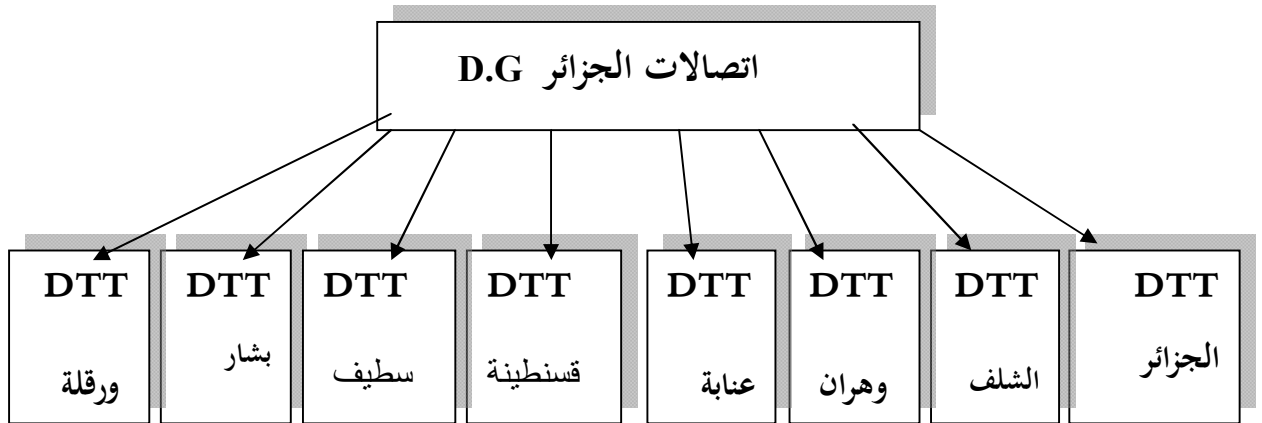 اتصالات الجزائر D.G
DTT
الجزائر
DTT
الشلف
DTT
وهران
DTT
عنابة
DTT
قسنطينة
DTT
سطيف
DTT
بشار
DTT
ورقلة